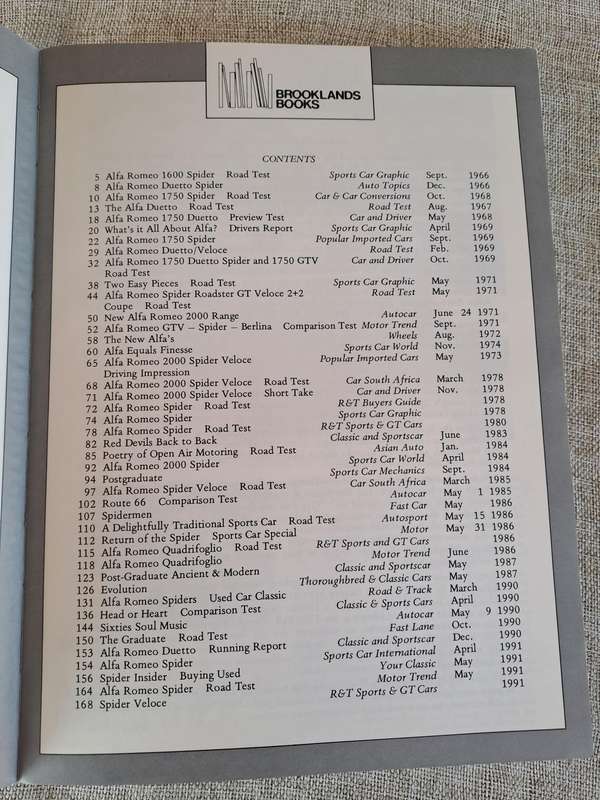 BROOKLANDS
BOOKS
CONTENTS
5 Alfa Romeo 1600 Spider Road Test Sports Car Graphic Sept. 1966
8 Alfa Romeo Duetto Spider Auto Topics Dec. 1966
10 Alfa Romeo 1750 Spider Road Test Car & Car Conversions Oct. 1968
13 The Alfa Duetto Road Test Road Test Aug. 1967
18 Alfa Romeo 1750 Duetto Preview Test Car and Driver May 1968
20 What's it All About Alfa? Drivers Report Sports Car Graphic April 1969
22 Alfa Romeo 1750 Spider Popular Imported Cars Sept. 1969
29 Alfa Romeo Duetto/Veloce Road Test Feb. 1969
32 Alfa Romeo 1750 Duetto Spider and 1750 GTV Car and Driver Oct. 1969
Road Test
38 Two Easy Pieces Road Test Sports Car Graphic May 1971
44 Alfa Romeo Spider Roadster GT Veloce 2+2 Road Test May 1971
Coupe Road Test
50 New Alfa Romeo 2000 Range Autocar June 24 1971
52 Alfa Romeo GTV – Spider – Berlina Comparison Test Motor Trend Sept. 1971
58 The New Alfa's Wheels Aug. 1972
60 Alfa Equals Finesse Sports Car World Nov. 1974
65 Alfa Romeo 2000 Spider Veloce Popular Imported Cars May 1973
Driving Impression
68 Alfa Romeo 2000 Spider Veloce Road Test Car South Africa March 1978
71 Alfa Romeo 2000 Spider Veloce Short Take Car and Driver Nov. 1978
72 Alfa Romeo Spider Road Test R&T Buyers Guide 1978
74 Alfa Romeo Spider Sports Car Graphic 1978
78 Alfa Romeo Spider Road Test R&T Sports & GT Cars 1980
82 Red Devils Back to Back Classic and Sportscar June 1983
85 Poetry of Open Air Motoring Road Test Asian Auto Jan. 1984
92 Alfa Romeo 2000 Spider Sports Car World April 1984
94 Postgraduate Sports Car Mechanics Sept. 1984
97 Alfa Romeo Spider Veloce Road Test Car South Africa March 1985
102 Route 66 Comparison Test Autocar May 1 1985
107 Spidermen Fast Car May 1986
110 A Delightfully Traditional Sports Car Road Test Autosport May 15 1986
112 Return of the Spider Sports Car Special Motor May 31 1986
115 Alfa Romeo Quadrifoglio Road Test R&T Sports and GT Cars 1986
118 Alfa Romeo Quadrifoglio Motor Trend June 1986
123 Post-Graduate Ancient & Modern Classic and Sportscar May 1987
126 Evolution Thoroughbred & Classic Cars May 1987
131 Alfa Romeo Spiders Used Car Classic Road & Track March 1990
136 Head or Heart Comparison Test Classic & Sports Cars April 1990
144 Sixties Soul Music Autocar May 9 1990
150 The Graduate Road Test Fast Lane Oct. 1990
153 Alfa Romeo Duetto Running Report Classic and Sportscar Dec. 1990
154 Alfa Romeo Spider Sports Car International April 1991
156 Spider Insider Buying Used Your Classic May 1991
164 Alfa Romeo Spider Road Test Motor Trend May 1991
168 Spider Veloce R&T Sports & GT Cars 1991